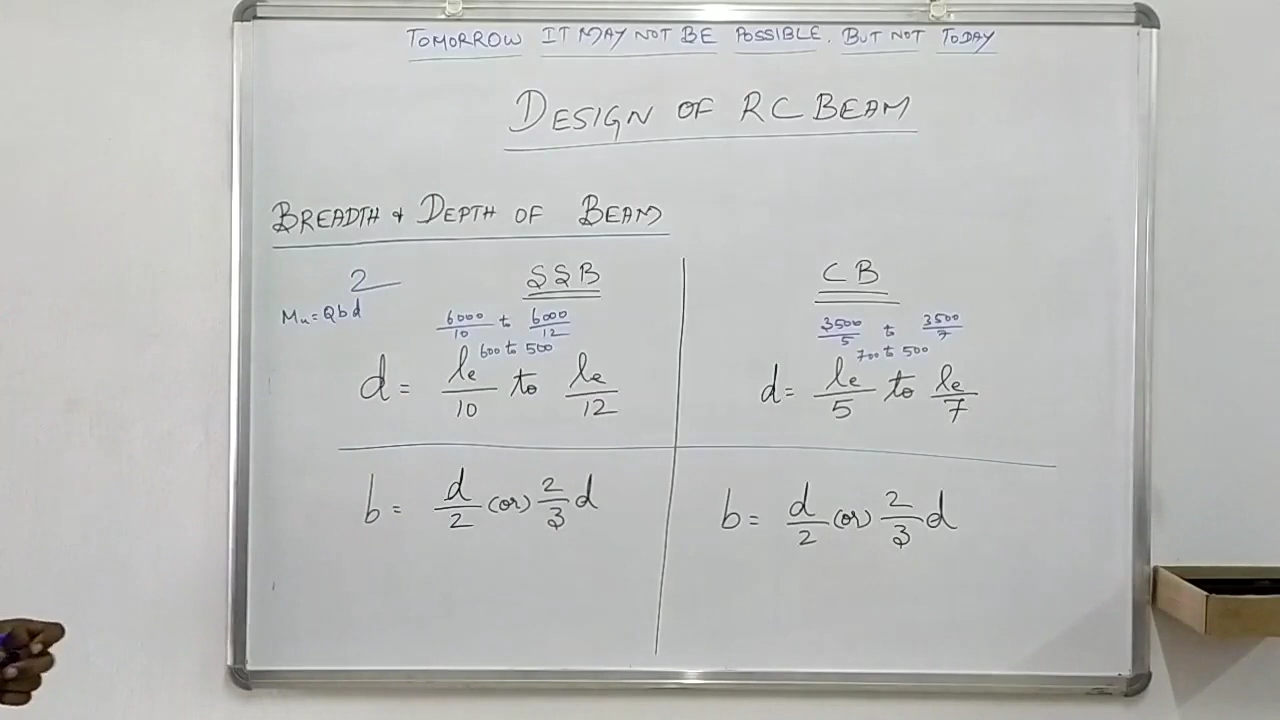 TOMORROW IT MAY NOT BE POSSIBLE. BUT NOT TODAY
DESIGN OF RC BEAM
BREADTH & DEPTH OF BEAM
2
Mu = Qbd
SSB
6000/10 to 6000/12
600 to 500
d = le/10 to le/12
b = d/2 (or) 2/3 d
CB
3500/5 to 3500/7
700 to 500
d = le/5 to le/7
b = d/2 (or) 2/3 d